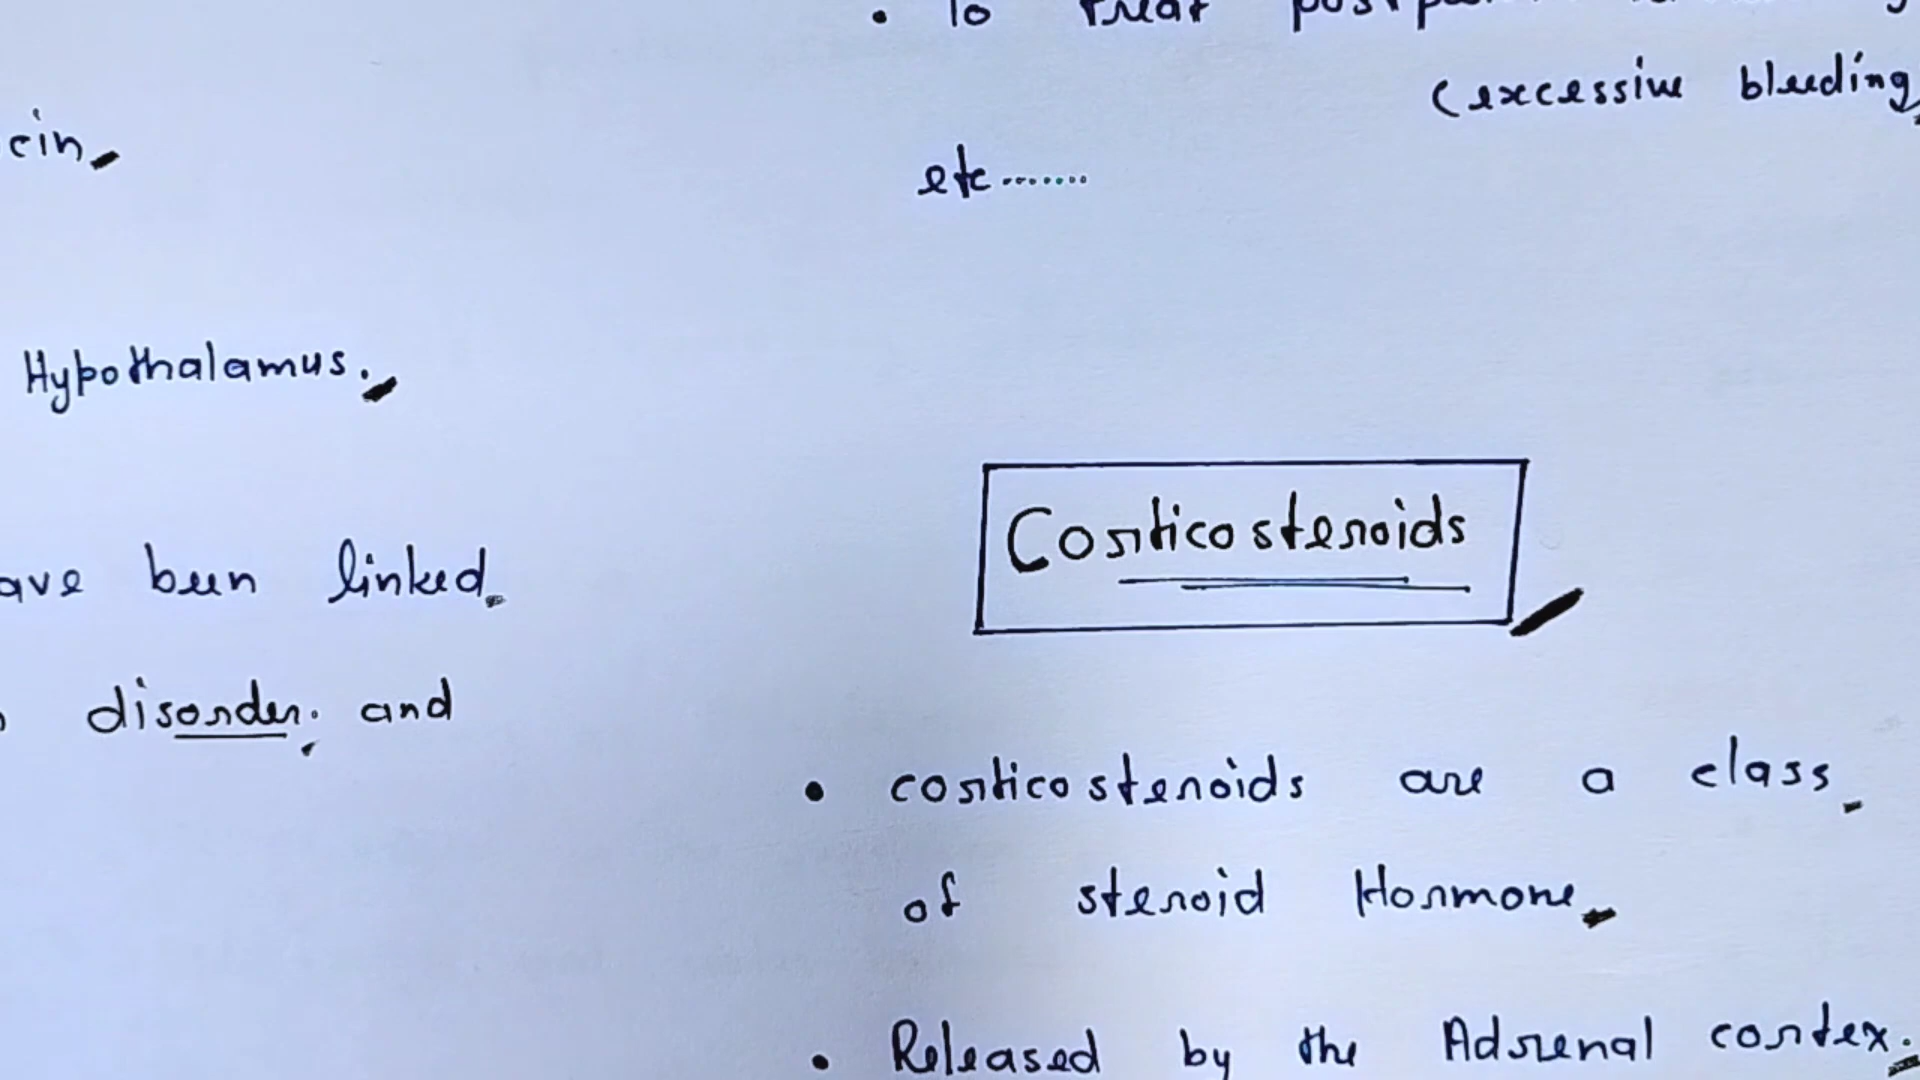 cin
Hypothalamus.
ave been linked
disorder. and
• To treat
(excessive bleeding
etc.......
Corticosteroids
• corticosteroids are a class
of steroid Hormone
• Released by the Adrenal cortex.